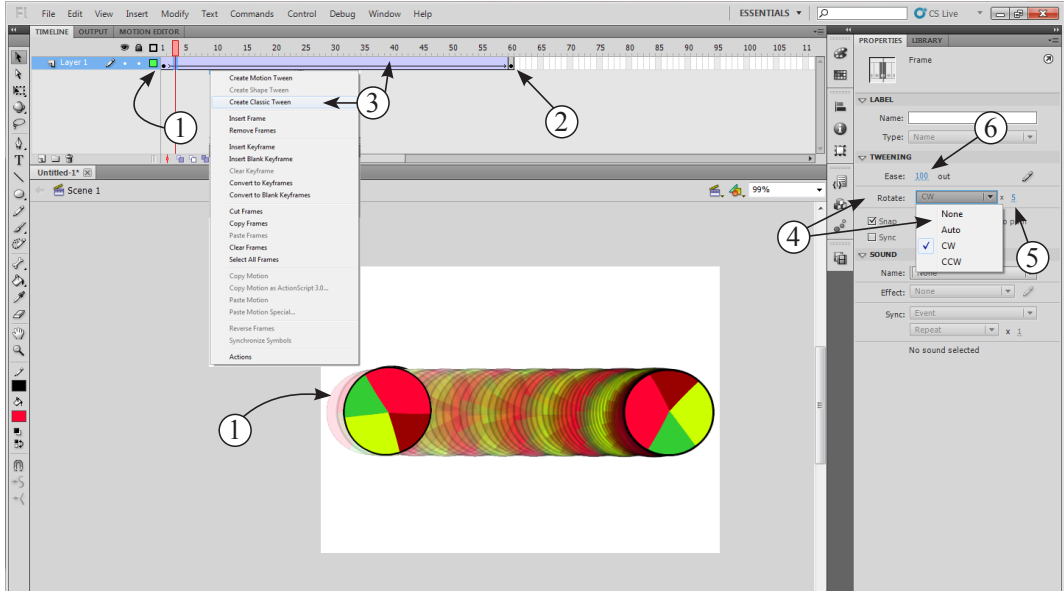 Fl File Edit View Insert Modify Text Commands Control Debug Window Help ESSENTIALS CS Live
TIMELINE OUTPUT MOTION EDITOR
1 5 10 15 20 25 30 35 40 45 50 55 60 65 70 75 80 85 90 95 100 105 11
Layer 1
1
3
2
Create Motion Tween
Create Shape Tween
Create Classic Tween
Insert Frame
Remove Frames
Insert Keyframe
Insert Blank Keyframe
Clear Keyframe
Convert to Keyframes
Convert to Blank Keyframes
Cut Frames
Copy Frames
Paste Frames
Clear Frames
Select All Frames
Copy Motion
Copy Motion as ActionScript 3.0...
Paste Motion
Paste Motion Special...
Reverse Frames
Synchronize Symbols
Actions
Untitled-1*
Scene 1
99%
1
PROPERTIES LIBRARY
Frame
LABEL
Name:
Type: Name
6
TWEENING
Ease: 100 out
Rotate: CW x 5
None
Auto
CW
CCW
4
5
Snap
Sync
SOUND
Name: None
Effect: None
Sync: Event
Repeat x 1
No sound selected